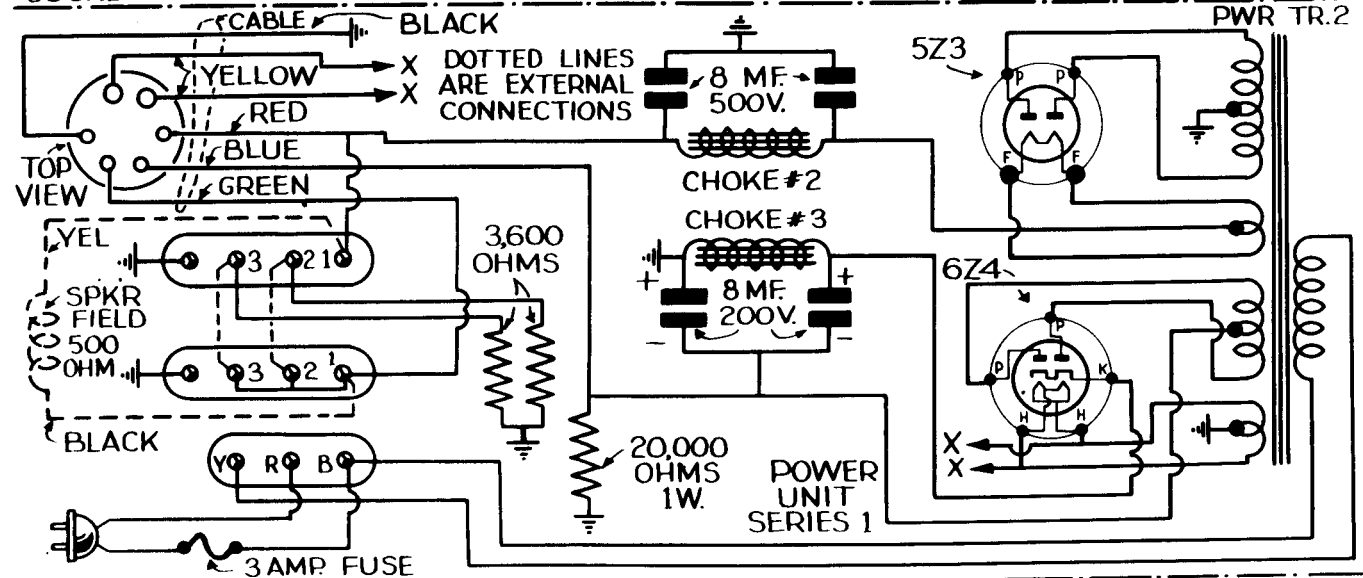 CABLE
BLACK
PWR TR.2
YELLOW
X
X
DOTTED LINES
ARE EXTERNAL
CONNECTIONS
8 MF.
500V.
5Z3
P P
F F
RED
BLUE
GREEN
TOP
VIEW
CHOKE #2
CHOKE #3
YEL
3 2 1
3,600
OHMS
6Z4
SPKR
FIELD
500
OHM
+ +
8 MF.
200V.
- -
3 2 1
P
P K
H H
BLACK
X
X
Y R B
20,000
OHMS
1W.
POWER
UNIT
SERIES 1
3 AMP. FUSE